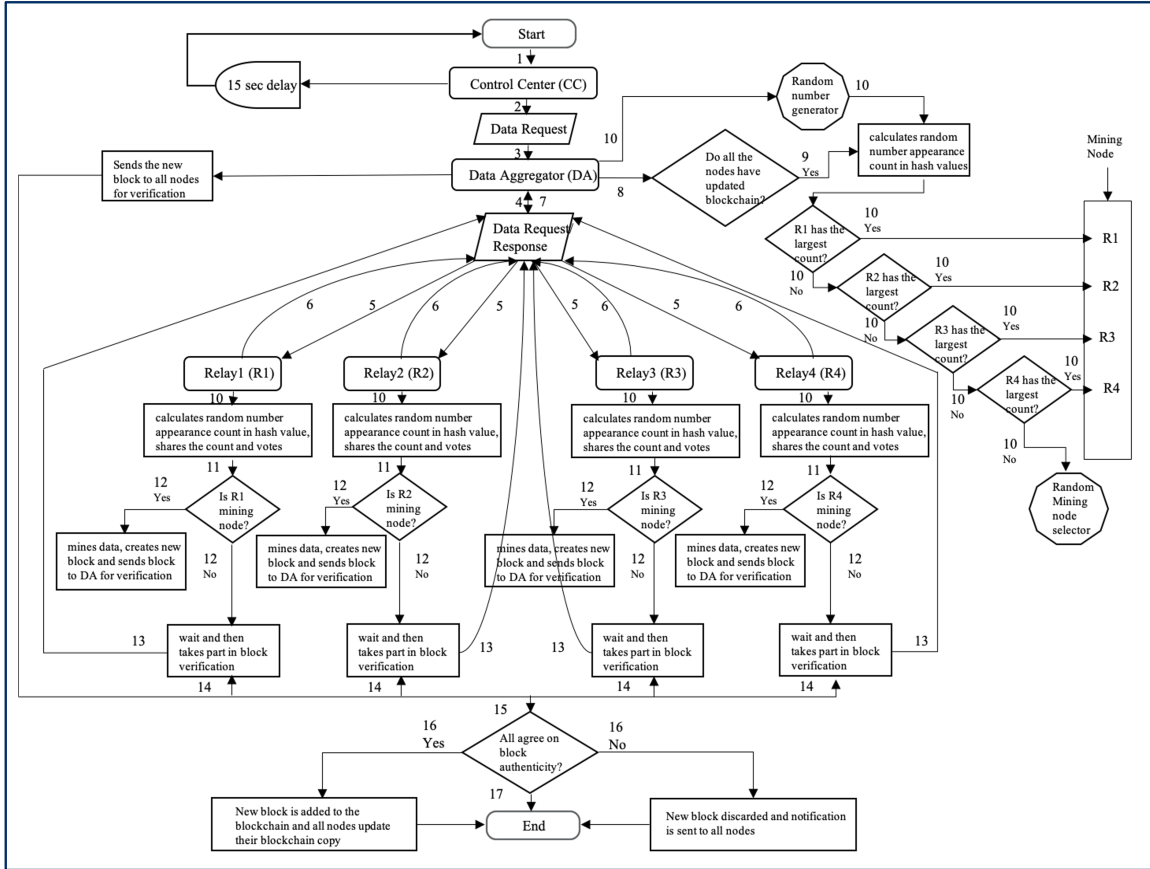 Start
1
15 sec delay
Control Center (CC)
2
Data Request
3
10
Random
number
generator
10
calculates random
number appearance
count in hash values
Mining
Node
Sends the new
block to all nodes
for verification
Data Aggregator (DA)
8
Do all the
nodes have
updated
blockchain?
9
Yes
4
7
Data Request
Response
R1 has the
largest
count?
10
Yes
R1
10
No
R2 has the
largest
count?
10
Yes
R2
10
No
R3 has the
largest
count?
10
Yes
R3
10
No
R4 has the
largest
count?
10
Yes
R4
10
No
Random
Mining
node
selector
6
5
6
5
5
6
5
6
Relay1 (R1)
Relay2 (R2)
Relay3 (R3)
Relay4 (R4)
10
10
10
10
calculates random number
appearance count in hash value,
shares the count and votes
calculates random number
appearance count in hash value,
shares the count and votes
calculates random number
appearance count in hash value,
shares the count and votes
calculates random number
appearance count in hash value,
shares the count and votes
11
11
11
11
12
Yes
Is R1
mining
node?
12
Yes
Is R2
mining
node?
12
Yes
Is R3
mining
node?
12
Yes
Is R4
mining
node?
mines data, creates new
block and sends block
to DA for verification
12
No
mines data, creates new
block and sends block
to DA for verification
12
No
mines data, creates new
block and sends block
to DA for verification
12
No
mines data, creates new
block and sends block
to DA for verification
12
No
13
wait and then
takes part in block
verification
wait and then
takes part in block
verification
13
13
wait and then
takes part in block
verification
wait and then
takes part in block
verification
13
14
14
14
14
15
16
Yes
All agree on
block
authenticity?
16
No
17
New block is added to the
blockchain and all nodes update
their blockchain copy
End
New block discarded and notification
is sent to all nodes